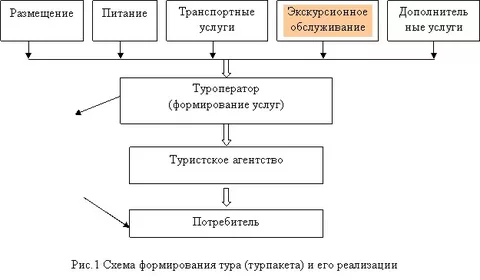 Размещение
Питание
Транспортные
услуги
Экскурсионное
обслуживание
Дополнитель
ные услуги
Туроператор
(формирование услуг)
Туристское агентство
Потребитель
Рис.1 Схема формирования тура (турпакета) и его реализации